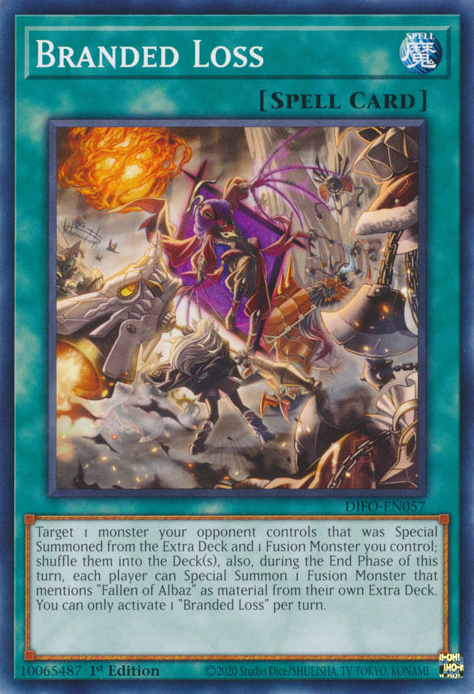 BRANDED LOSS
SPELL
魔
[SPELL CARD]
DIFO-EN057
Target 1 monster your opponent controls that was Special
Summoned from the Extra Deck and 1 Fusion Monster you control;
shuffle them into the Deck(s), also, during the End Phase of this
turn, each player can Special Summon 1 Fusion Monster that
mentions "Fallen of Albaz" as material from their own Extra Deck.
You can only activate 1 "Branded Loss" per turn.
10065487 1st Edition ©2020 Studio Dice/SHUEISHA, TV TOKYO, KONAMI